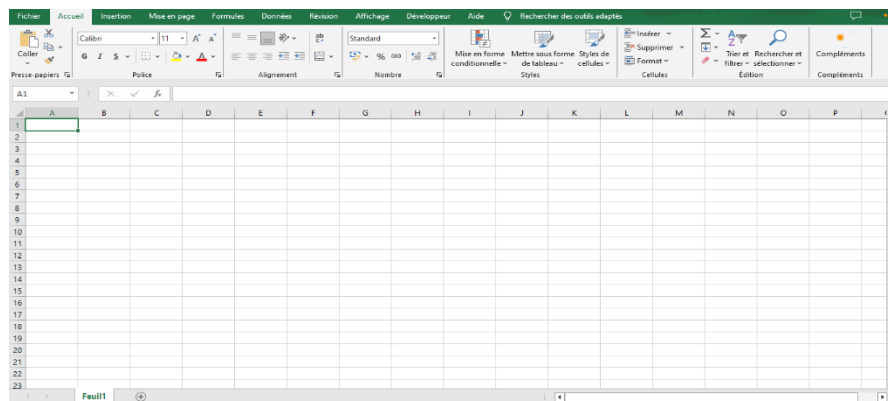 Fichier Accueil Insertion Mise en page Formules Données Révision Affichage Développeur Aide Rechercher des outils adaptés
Coller
Presse-papiers
Calibri 11
G I S
Police
Alignement
Standard
% 000
Nombre
Mise en forme conditionnelle
Mettre sous forme de tableau
Styles de cellules
Styles
Insérer
Supprimer
Format
Cellules
Trier et filtrer
Rechercher et sélectionner
Édition
Compléments
Compléments
A1 fx
A B C D E F G H I J K L M N O P
1
2
3
4
5
6
7
8
9
10
11
12
13
14
15
16
17
18
19
20
21
22
23
Feuil1